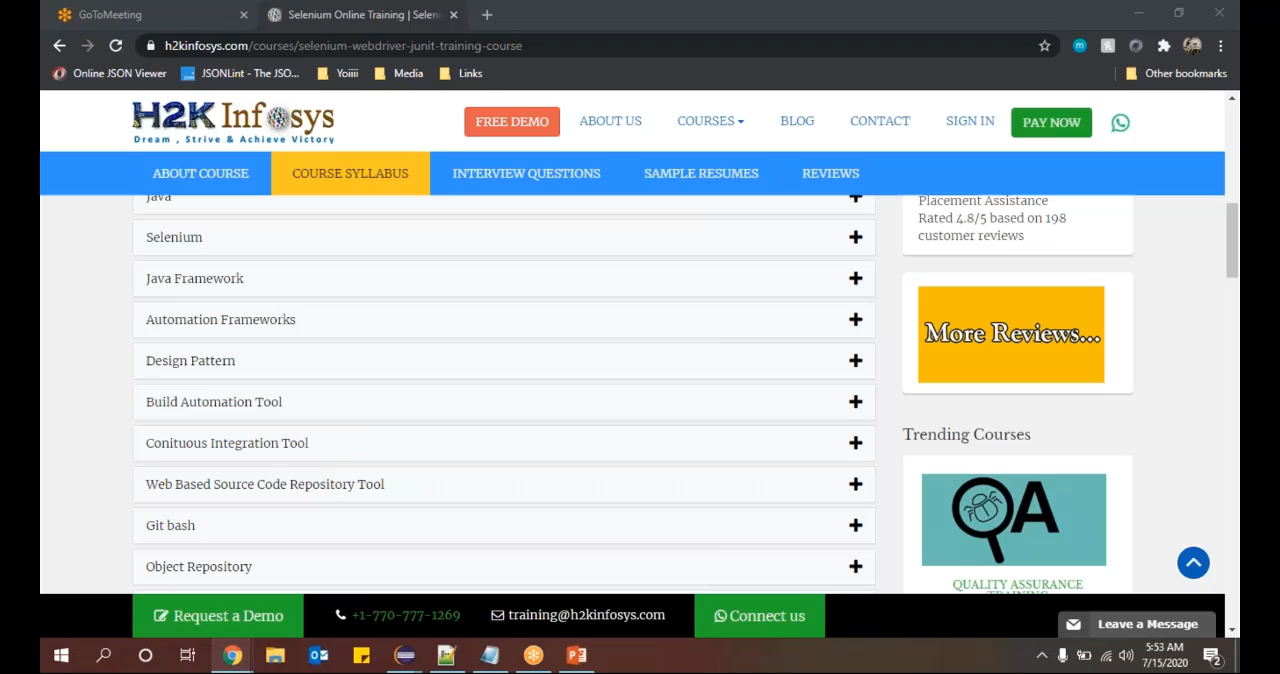 GoToMeeting
Selenium Online Training | Selen
h2kinfosys.com/courses/selenium-webdriver-junit-training-course
Online JSON Viewer
JSONLint - The JSO...
Yoiiii
Media
Links
Other bookmarks
H2K Infosys
Dream , Strive & Achieve Victory
FREE DEMO
ABOUT US
COURSES
BLOG
CONTACT
SIGN IN
PAY NOW
ABOUT COURSE
COURSE SYLLABUS
INTERVIEW QUESTIONS
SAMPLE RESUMES
REVIEWS
Java
Selenium
Java Framework
Automation Frameworks
Design Pattern
Build Automation Tool
Conituous Integration Tool
Web Based Source Code Repository Tool
Git bash
Object Repository
Placement Assistance
Rated 4.8/5 based on 198
customer reviews
More Reviews...
Trending Courses
QA
QUALITY ASSURANCE
TRAINING
Request a Demo
+1-770-777-1269
training@h2kinfosys.com
Connect us
Leave a Message
5:53 AM
7/15/2020
2